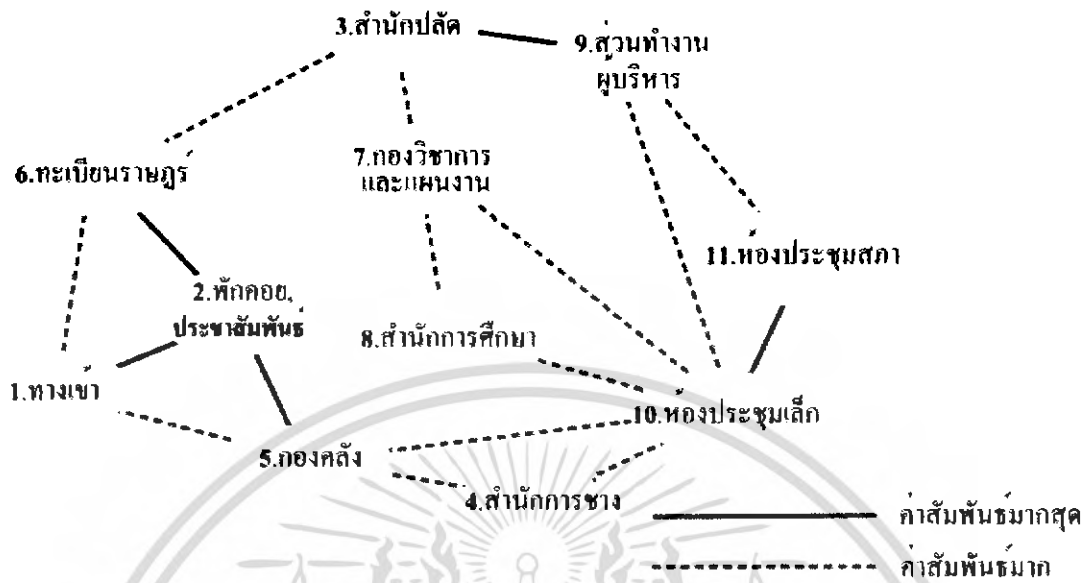 3.สำนักปลัด
9.ส่วนทำงาน
ผู้บริหาร
6.ทะเบียนราษฎร์
7.กองวิชาการ
และแผนงาน
11.ห้องประชุมสภา
2.พักคอย,
ประชาสัมพันธ์
8.สำนักการศึกษา
1.ทางเข้า
10.ห้องประชุมเล็ก
5.กองคลัง
4.สำนักการช่าง
ค่าสัมพันธ์มากสุด
ค่าสัมพันธ์มาก